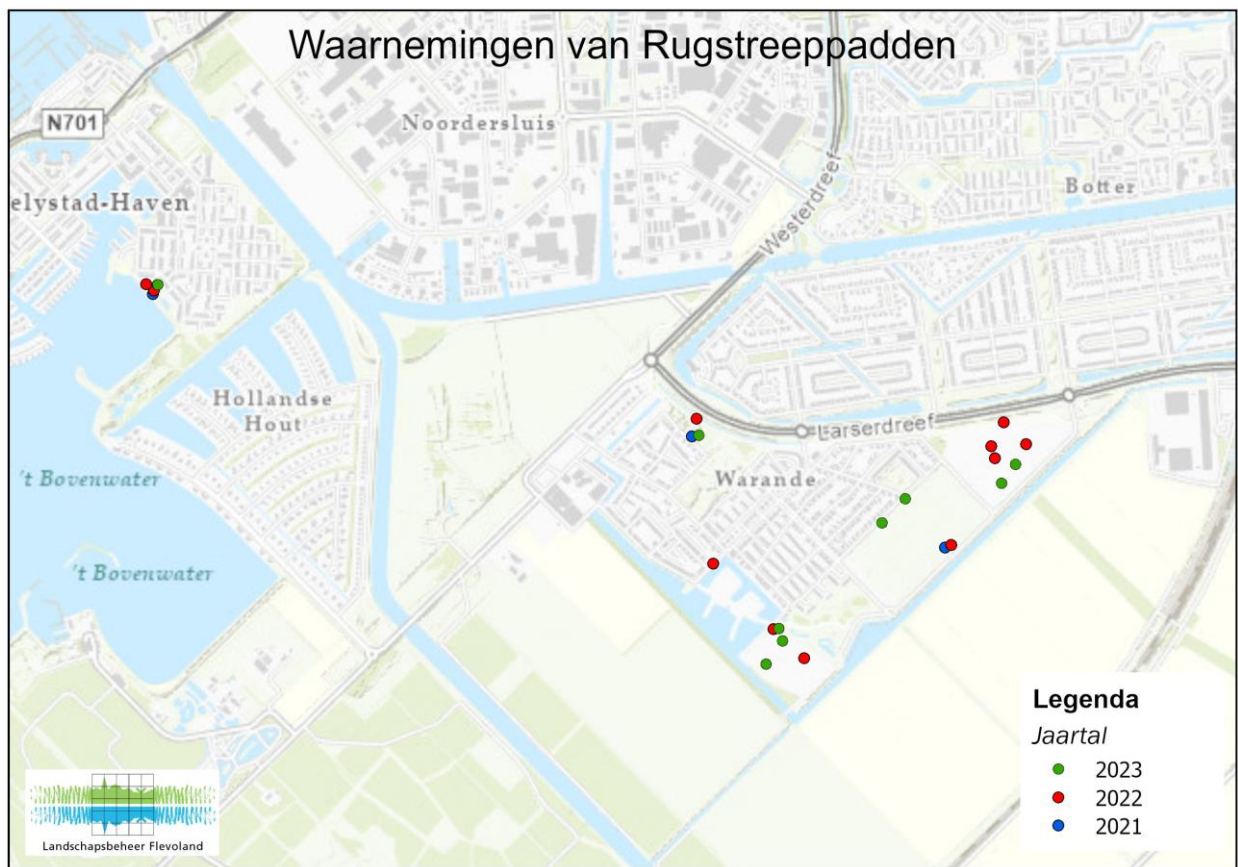 Waarnemingen van Rugstreeppadden
N701
Noordersluis
elystad-Haven
Botter
Westerdreef
Hollandse
Hout
Larserdreef
't Bovenwater
Warande
't Bovenwater
Legenda
Jaartal
2023
2022
2021
Landschapsbeheer Flevoland